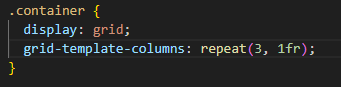 .container {
  display: grid;
  grid-template-columns: repeat(3, 1fr);
}